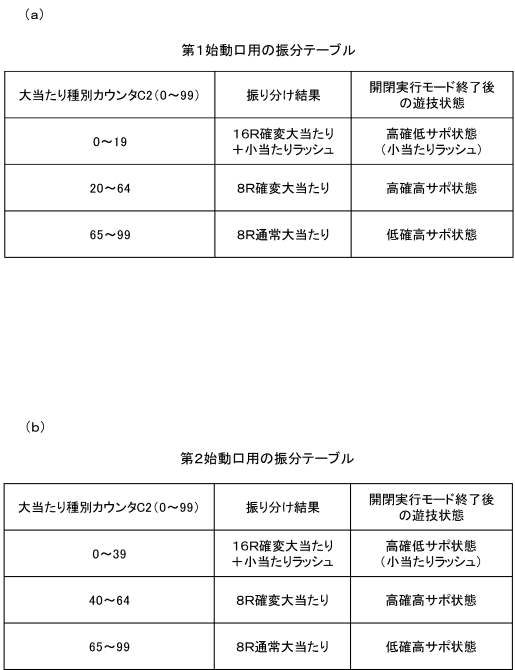 (a)
第1始動口用の振分テーブル
大当たり種別カウンタC2(0～99)
振り分け結果
開閉実行モード終了後
の遊技状態
0～19
16R確変大当たり
＋小当たりラッシュ
高確低サポ状態
(小当たりラッシュ)
20～64
8R確変大当たり
高確高サポ状態
65～99
8R通常大当たり
低確高サポ状態
(b)
第2始動口用の振分テーブル
大当たり種別カウンタC2(0～99)
振り分け結果
開閉実行モード終了後
の遊技状態
0～39
16R確変大当たり
＋小当たりラッシュ
高確低サポ状態
(小当たりラッシュ)
40～64
8R確変大当たり
高確高サポ状態
65～99
8R通常大当たり
低確高サポ状態